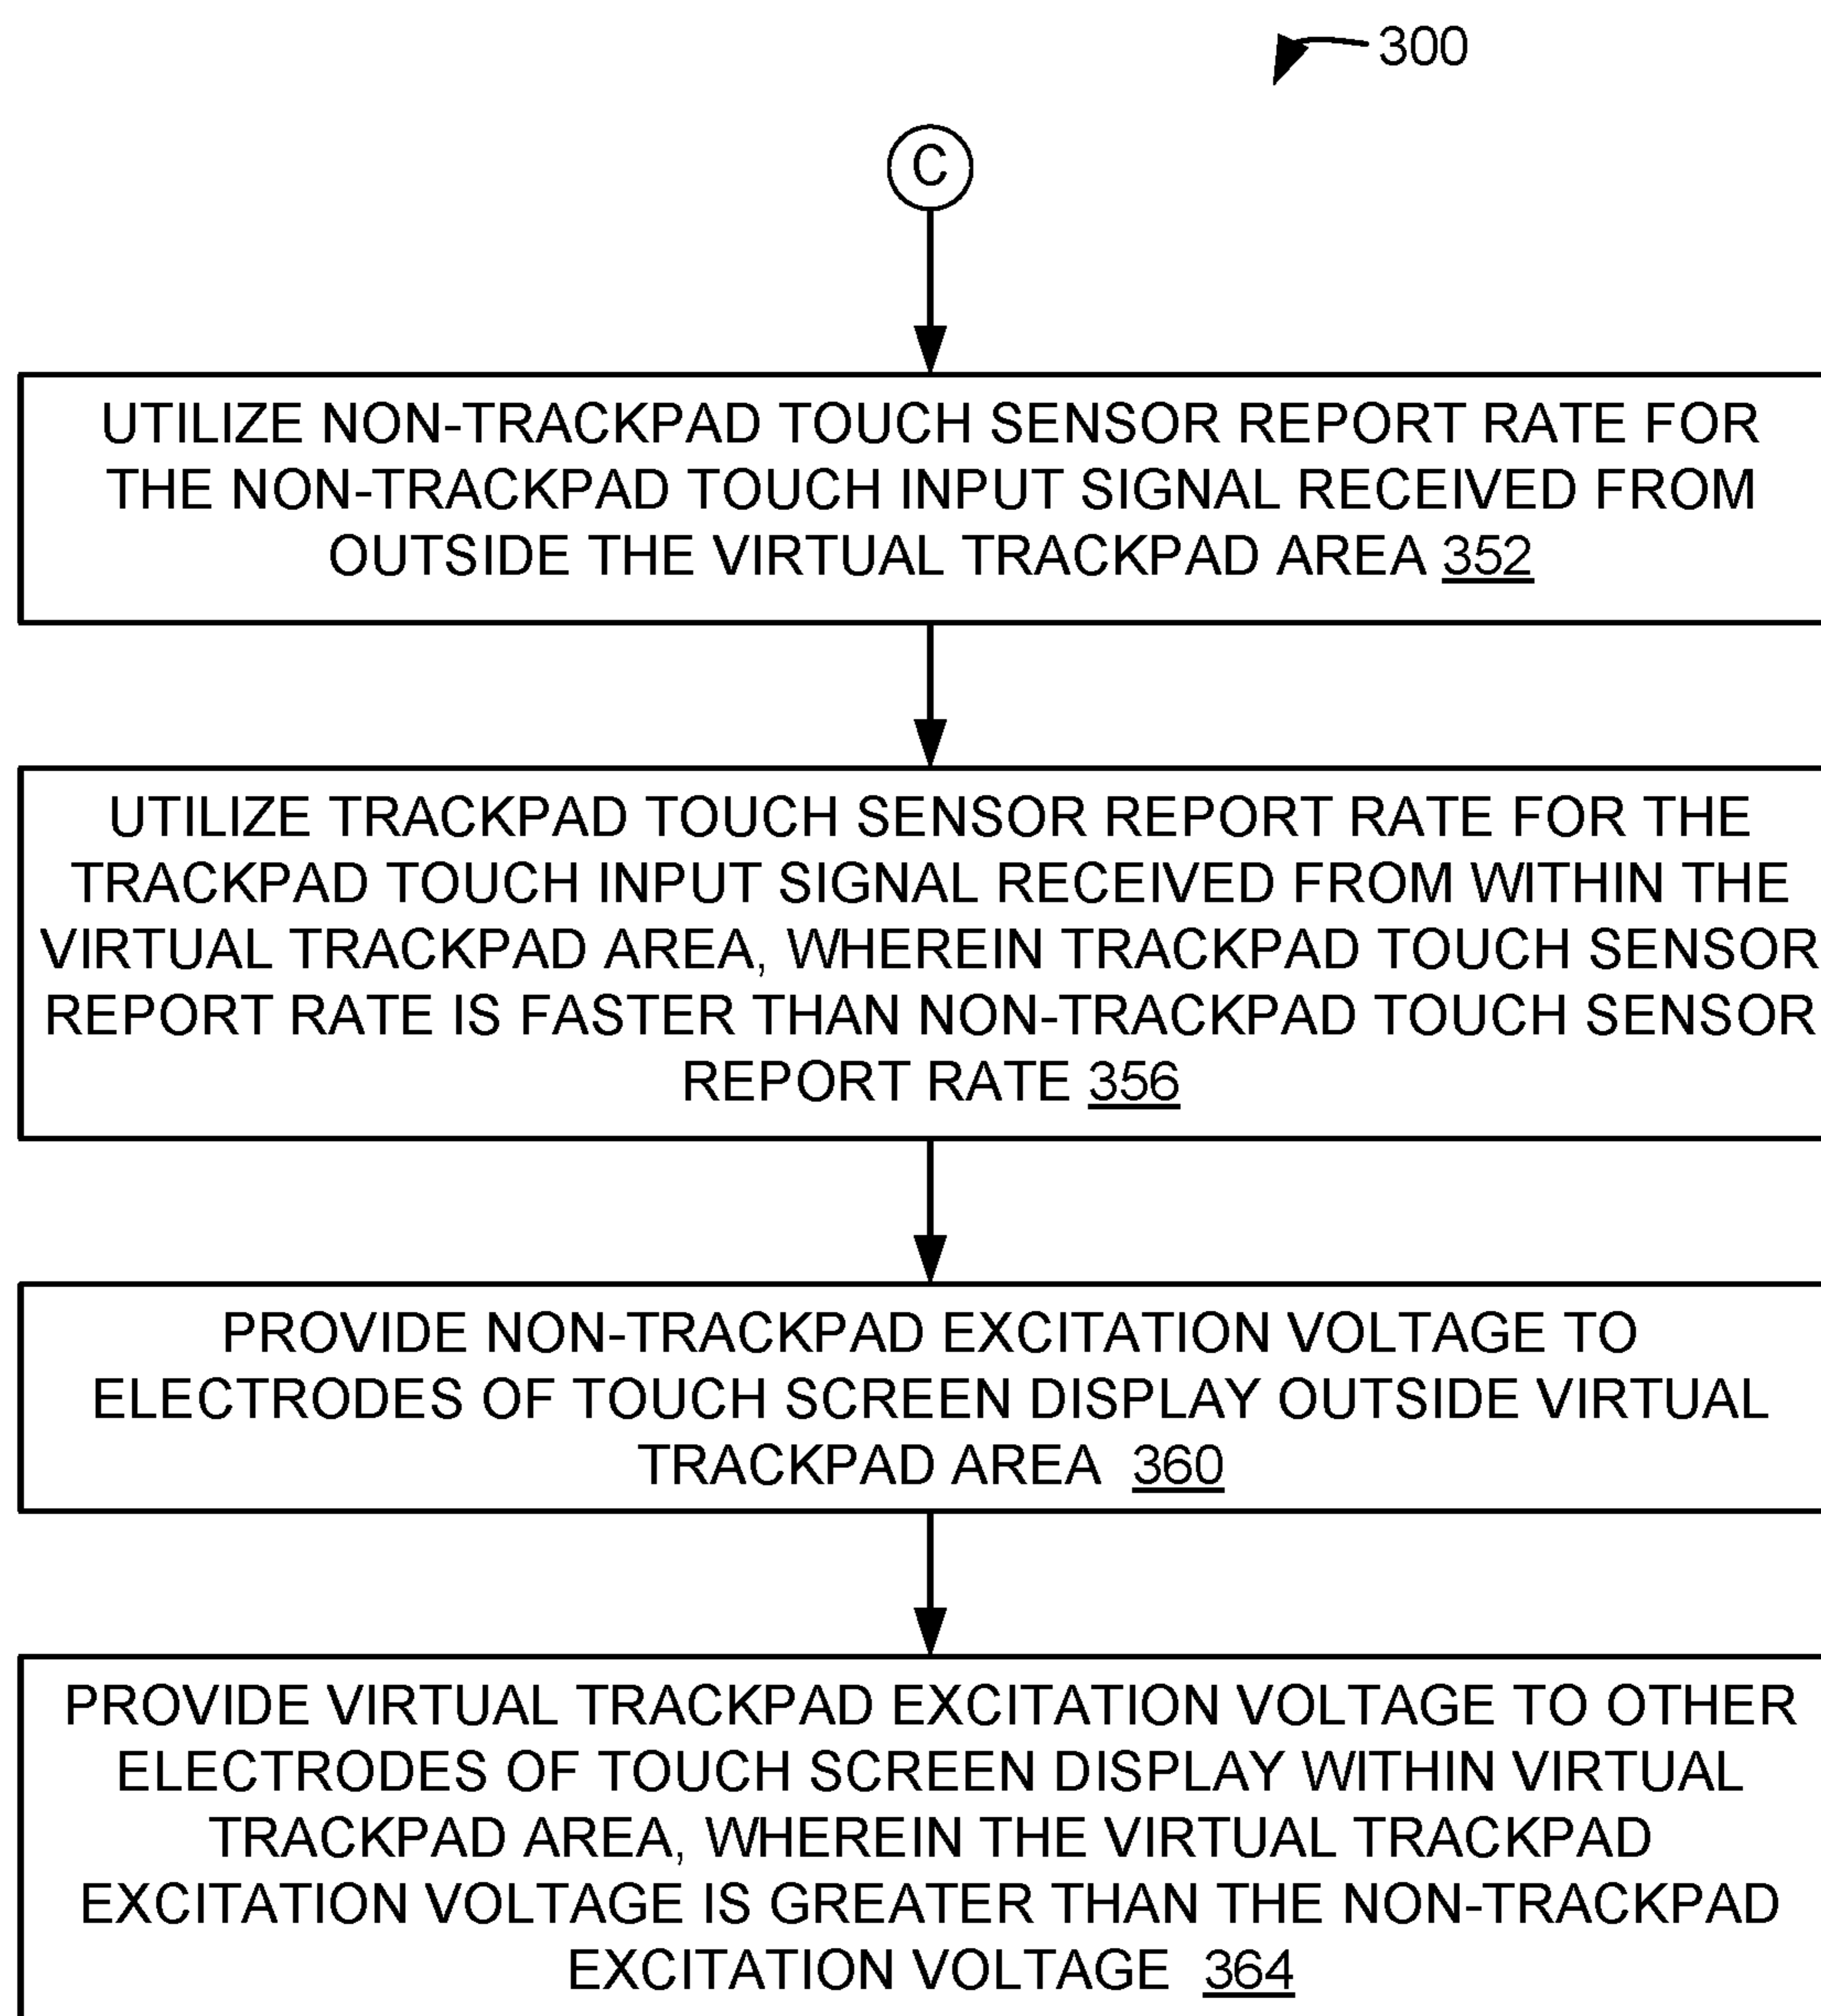 300
C
UTILIZE NON-TRACKPAD TOUCH SENSOR REPORT RATE FOR
THE NON-TRACKPAD TOUCH INPUT SIGNAL RECEIVED FROM
OUTSIDE THE VIRTUAL TRACKPAD AREA 352
UTILIZE TRACKPAD TOUCH SENSOR REPORT RATE FOR THE
TRACKPAD TOUCH INPUT SIGNAL RECEIVED FROM WITHIN THE
VIRTUAL TRACKPAD AREA, WHEREIN TRACKPAD TOUCH SENSOR
REPORT RATE IS FASTER THAN NON-TRACKPAD TOUCH SENSOR
REPORT RATE 356
PROVIDE NON-TRACKPAD EXCITATION VOLTAGE TO
ELECTRODES OF TOUCH SCREEN DISPLAY OUTSIDE VIRTUAL
TRACKPAD AREA 360
PROVIDE VIRTUAL TRACKPAD EXCITATION VOLTAGE TO OTHER
ELECTRODES OF TOUCH SCREEN DISPLAY WITHIN VIRTUAL
TRACKPAD AREA, WHEREIN THE VIRTUAL TRACKPAD
EXCITATION VOLTAGE IS GREATER THAN THE NON-TRACKPAD
EXCITATION VOLTAGE 364